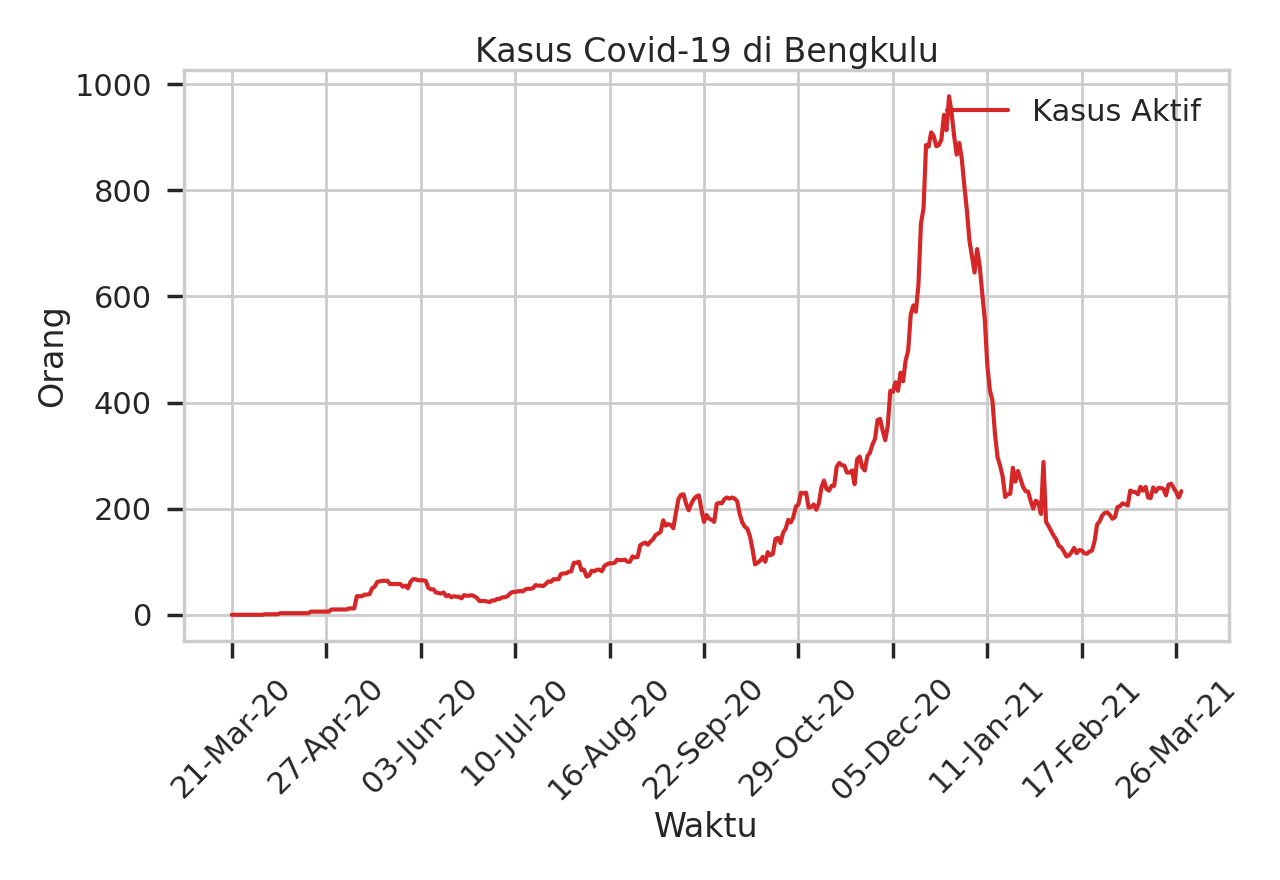 Kasus Covid-19 di Bengkulu
Kasus Aktif
Orang
1000
800
600
400
200
0
21-Mar-20
27-Apr-20
03-Jun-20
10-Jul-20
16-Aug-20
22-Sep-20
29-Oct-20
05-Dec-20
11-Jan-21
17-Feb-21
26-Mar-21
Waktu